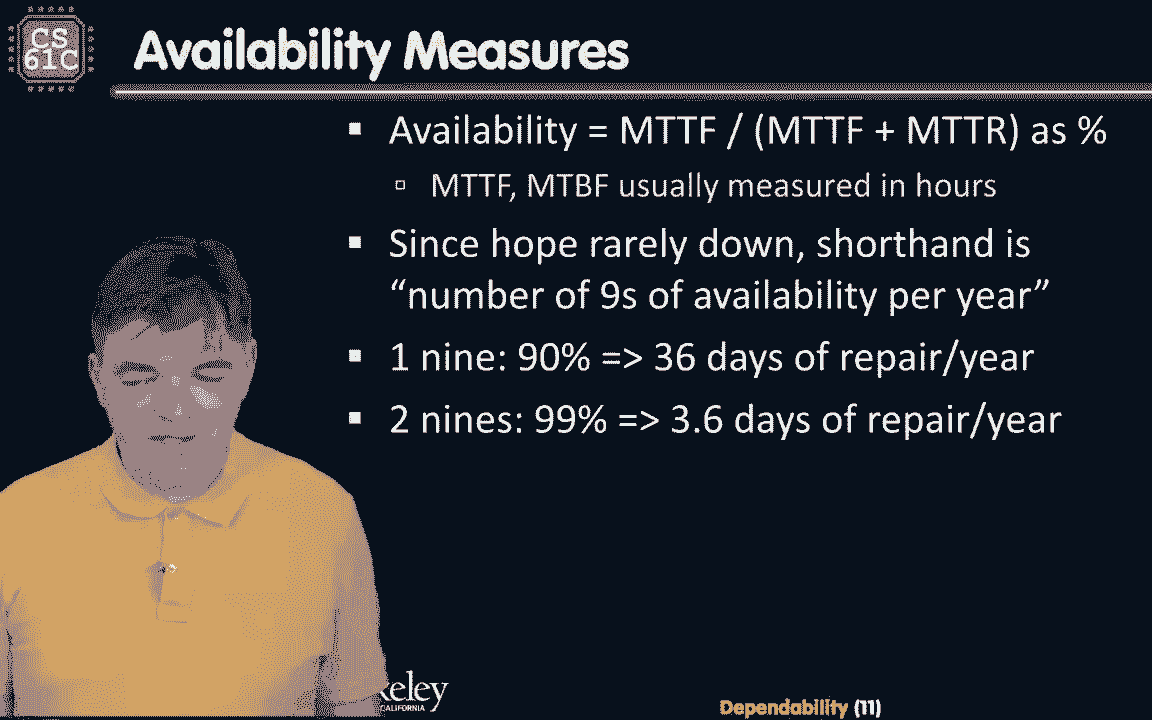 CS
61C
Availability Measures
Availability = MTTF / (MTTF + MTTR) as %
MTTF, MTBF usually measured in hours
Since hope rarely down, shorthand is
“number of 9s of availability per year”
1 nine: 90% => 36 days of repair/year
2 nines: 99% => 3.6 days of repair/year
keley
CALIFORNIA
Dependability (11)